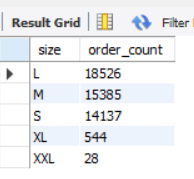 Result Grid Filter
size order_count
L 18526
M 15385
S 14137
XL 544
XXL 28